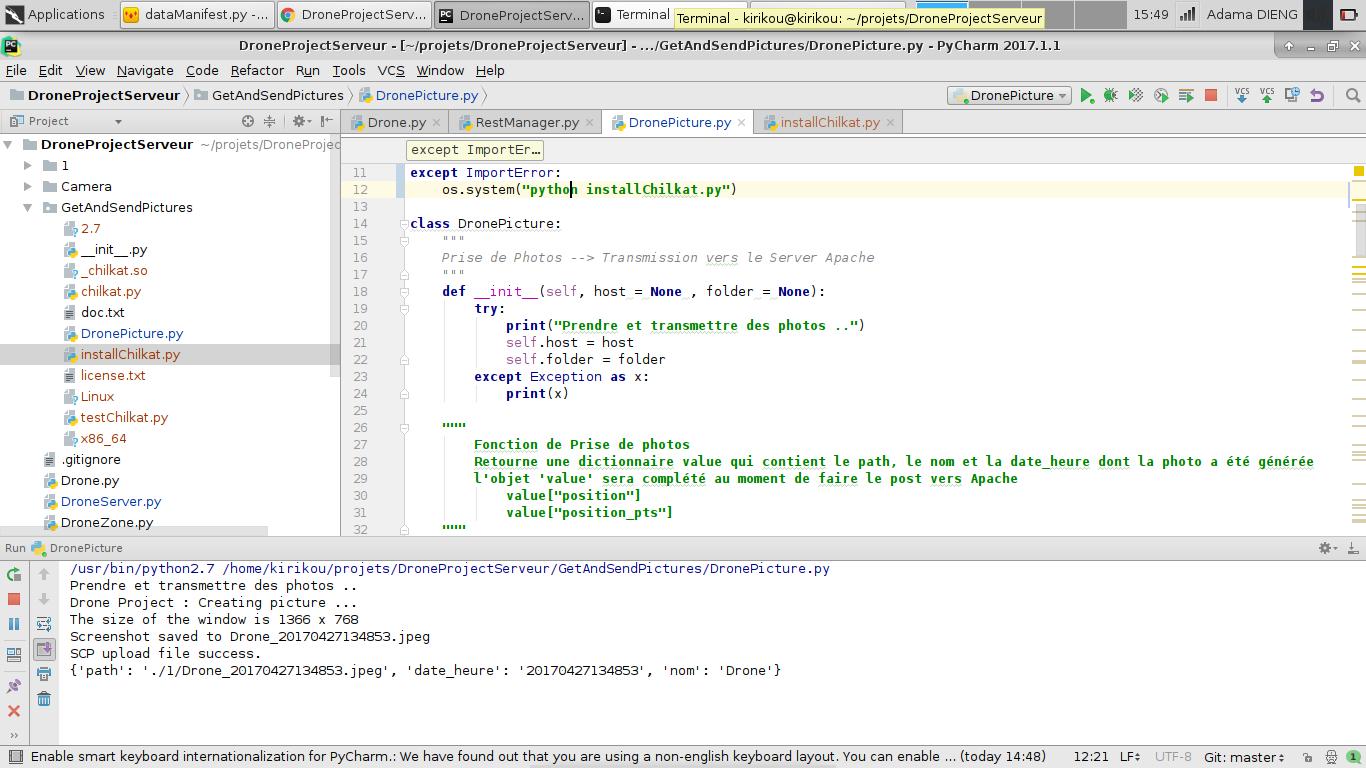 Applications
dataManifest.py -...
DroneProjectServ...
DroneProjectServ...
Terminal
Terminal - kirikou@kirikou: ~/projets/DroneProjectServeur
15:49
Adama DIENG
DroneProjectServeur - [~/projets/DroneProjectServeur] - .../GetAndSendPictures/DronePicture.py - PyCharm 2017.1.1
File Edit View Navigate Code Refactor Run Tools VCS Window Help
DroneProjectServeur
GetAndSendPictures
DronePicture.py
DronePicture
VCS
VCS
Project
Drone.py
RestManager.py
DronePicture.py
installChilkat.py
DroneProjectServeur ~/projets/DroneProjec
1
Camera
GetAndSendPictures
2.7
__init__.py
_chilkat.so
chilkat.py
doc.txt
DronePicture.py
installChilkat.py
license.txt
Linux
testChilkat.py
x86_64
.gitignore
Drone.py
DroneServer.py
DroneZone.py
except ImportEr...
11 except ImportError:
12 os.system("python installChilkat.py")
13
14 class DronePicture:
15 """
16 Prise de Photos --> Transmission vers le Server Apache
17 """
18 def __init__(self, host = None , folder = None):
19 try:
20 print("Prendre et transmettre des photos ..")
21 self.host = host
22 self.folder = folder
23 except Exception as x:
24 print(x)
25
26 """
27 Fonction de Prise de photos
28 Retourne une dictionnaire value qui contient le path, le nom et la date_heure dont la photo a été générée
29 l'objet 'value' sera complété au moment de faire le post vers Apache
30 value["position"]
31 value["position_pts"]
32 """
Run DronePicture
/usr/bin/python2.7 /home/kirikou/projets/DroneProjectServeur/GetAndSendPictures/DronePicture.py
Prendre et transmettre des photos ..
Drone Project : Creating picture ...
The size of the window is 1366 x 768
Screenshot saved to Drone_20170427134853.jpeg
SCP upload file success.
{'path': './1/Drone_20170427134853.jpeg', 'date_heure': '20170427134853', 'nom': 'Drone'}
Enable smart keyboard internationalization for PyCharm.: We have found out that you are using a non-english keyboard layout. You can enable ... (today 14:48)
12:21 LF UTF-8 Git: master
1